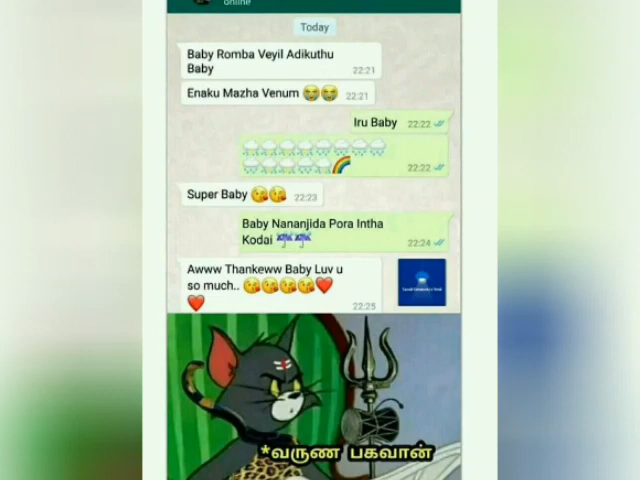 online
Today
Baby Romba Veyil Adikuthu
Baby
22:21
Enaku Mazha Venum 😭😭
22:21
Iru Baby
22:22
🌧🌧🌧🌧🌧🌧🌧🌧
🌧🌧🌧🌧🌧🌈
22:22
Super Baby 😘😘
22:23
Baby Nananjida Pora Intha
Kodai ☔☔
22:24
Awww Thankeww Baby Luv u
so much.. 😘😘😘😘❤
❤
22:25
*வருண பகவான்